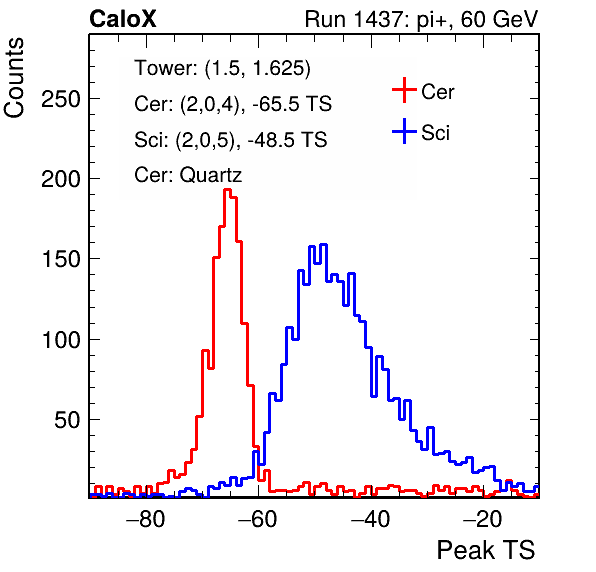 CaloX Run 1437: pi+, 60 GeV
Counts
Tower: (1.5, 1.625)
Cer: (2,0,4), -65.5 TS
Sci: (2,0,5), -48.5 TS
Cer: Quartz
Cer
Sci
250
200
150
100
50
−80 −60 −40 −20
Peak TS